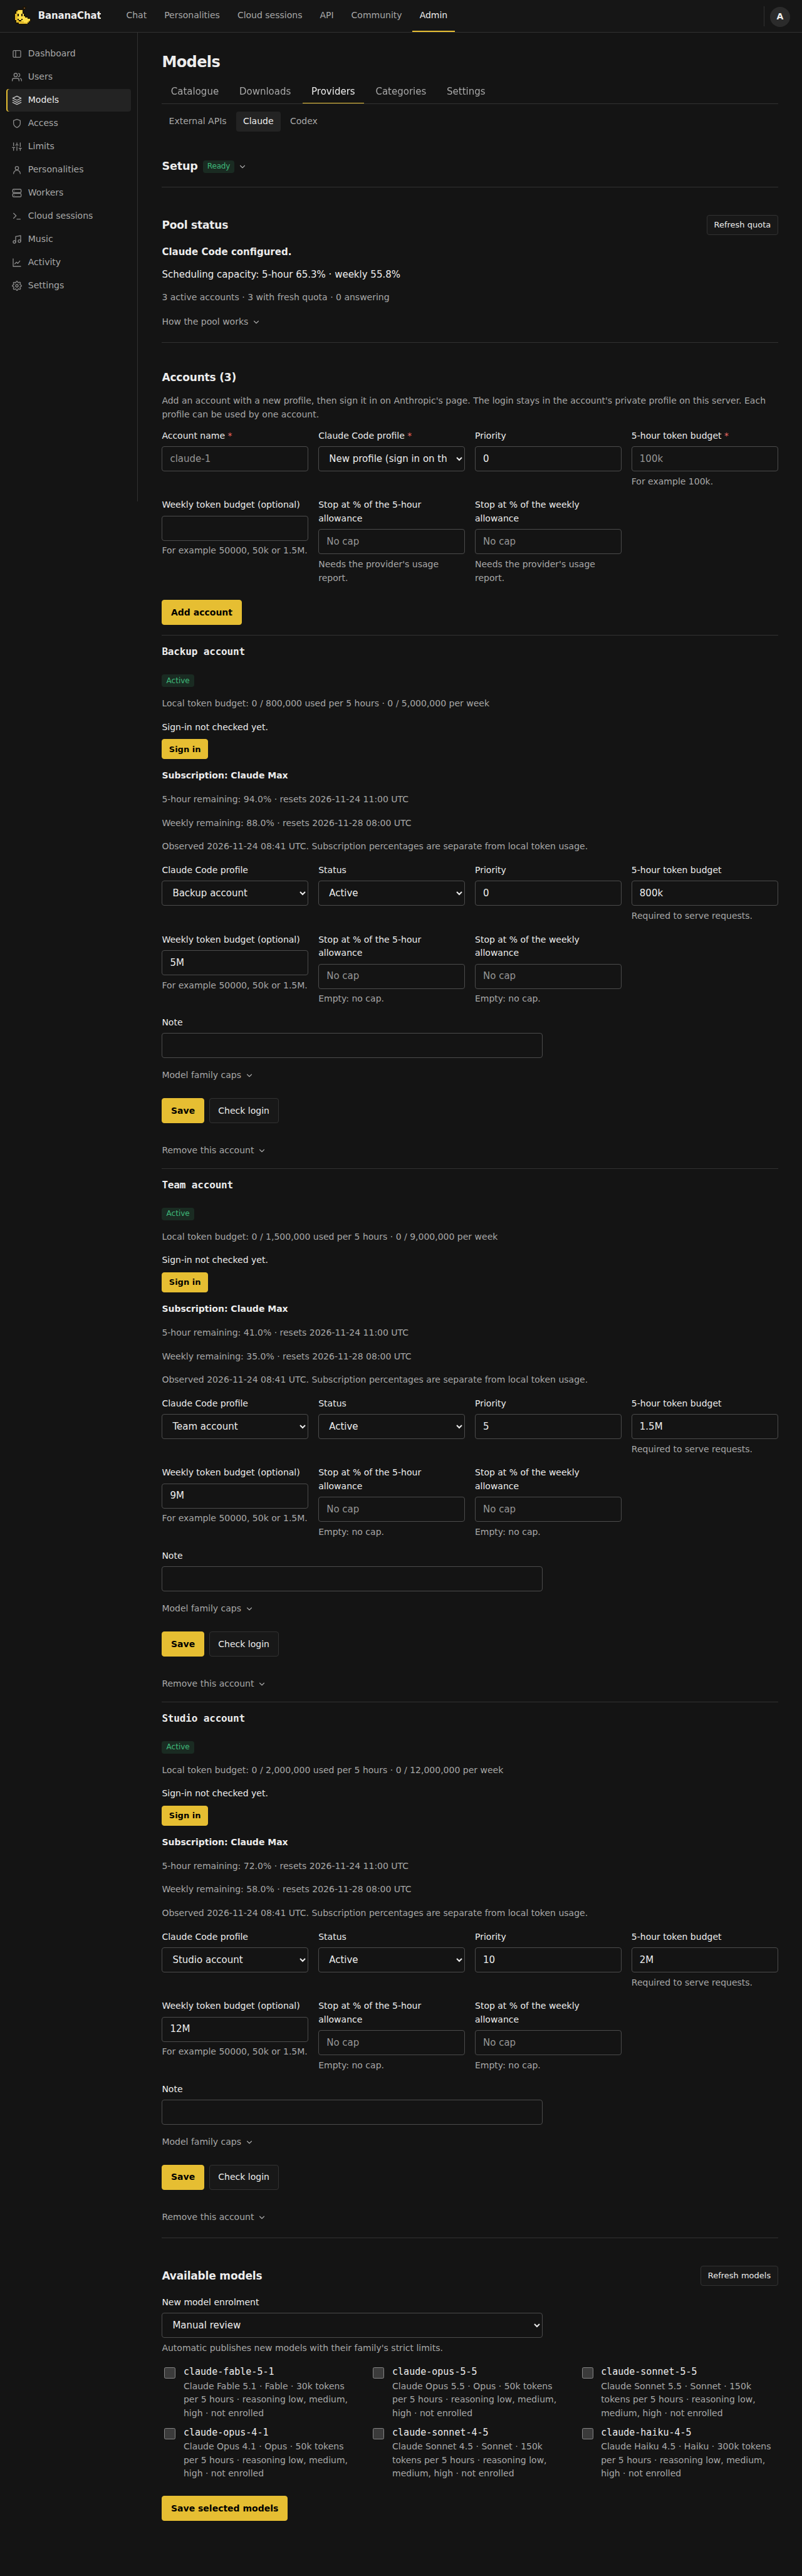 BananaChat
Chat Personalities Cloud sessions API Community Admin
A
Dashboard
Users
Models
Access
Limits
Personalities
Workers
Cloud sessions
Music
Activity
Settings
Models
Catalogue Downloads Providers Categories Settings
External APIs Claude Codex
Setup Ready
Pool status
Refresh quota
Claude Code configured.
Scheduling capacity: 5-hour 65.3% · weekly 55.8%
3 active accounts · 3 with fresh quota · 0 answering
How the pool works
Accounts (3)
Add an account with a new profile, then sign it on Anthropic's page. The login stays in the account's private profile on this server. Each
profile can be used by one account.
Account name * Claude Code profile * Priority 5-hour token budget *
claude-1 New profile (sign in on th 0 100k
For example 100k.
Weekly token budget (optional) Stop at % of the 5-hour allowance Stop at % of the weekly allowance
No cap No cap
For example 50000, 50k or 1.5M. Needs the provider's usage report. Needs the provider's usage report.
Add account
Backup account
Active
Local token budget: 0 / 800,000 used per 5 hours · 0 / 5,000,000 per week
Sign-in not checked yet.
Sign in
Subscription: Claude Max
5-hour remaining: 94.0% · resets 2026-11-24 11:00 UTC
Weekly remaining: 88.0% · resets 2026-11-28 08:00 UTC
Observed 2026-11-24 08:41 UTC. Subscription percentages are separate from local token usage.
Claude Code profile Status Priority 5-hour token budget
Backup account Active 0 800k
Required to serve requests.
Weekly token budget (optional) Stop at % of the 5-hour allowance Stop at % of the weekly allowance
5M No cap No cap
For example 50000, 50k or 1.5M. Empty: no cap. Empty: no cap.
Note
Model family caps
Save Check login
Remove this account
Team account
Active
Local token budget: 0 / 1,500,000 used per 5 hours · 0 / 9,000,000 per week
Sign-in not checked yet.
Sign in
Subscription: Claude Max
5-hour remaining: 41.0% · resets 2026-11-24 11:00 UTC
Weekly remaining: 35.0% · resets 2026-11-28 08:00 UTC
Observed 2026-11-24 08:41 UTC. Subscription percentages are separate from local token usage.
Claude Code profile Status Priority 5-hour token budget
Team account Active 5 1.5M
Required to serve requests.
Weekly token budget (optional) Stop at % of the 5-hour allowance Stop at % of the weekly allowance
9M No cap No cap
For example 50000, 50k or 1.5M. Empty: no cap. Empty: no cap.
Note
Model family caps
Save Check login
Remove this account
Studio account
Active
Local token budget: 0 / 2,000,000 used per 5 hours · 0 / 12,000,000 per week
Sign-in not checked yet.
Sign in
Subscription: Claude Max
5-hour remaining: 72.0% · resets 2026-11-24 11:00 UTC
Weekly remaining: 58.0% · resets 2026-11-28 08:00 UTC
Observed 2026-11-24 08:41 UTC. Subscription percentages are separate from local token usage.
Claude Code profile Status Priority 5-hour token budget
Studio account Active 10 2M
Required to serve requests.
Weekly token budget (optional) Stop at % of the 5-hour allowance Stop at % of the weekly allowance
12M No cap No cap
For example 50000, 50k or 1.5M. Empty: no cap. Empty: no cap.
Note
Model family caps
Save Check login
Remove this account
Available models
Refresh models
New model enrolment
Manual review
Automatic publishes new models with their family's strict limits.
claude-fable-5-1
Claude Fable 5.1 · Fable · 30k tokens
per 5 hours · reasoning low, medium,
high · not enrolled
claude-opus-5-5
Claude Opus 5.5 · Opus · 50k tokens
per 5 hours · reasoning low, medium,
high · not enrolled
claude-sonnet-5-5
Claude Sonnet 5.5 · Sonnet · 150k
tokens per 5 hours · reasoning low,
medium, high · not enrolled
claude-opus-4-1
Claude Opus 4.1 · Opus · 50k tokens
per 5 hours · reasoning low, medium,
high · not enrolled
claude-sonnet-4-5
Claude Sonnet 4.5 · Sonnet · 150k
tokens per 5 hours · reasoning low,
medium, high · not enrolled
claude-haiku-4-5
Claude Haiku 4.5 · Haiku · 300k tokens
per 5 hours · reasoning low, medium,
high · not enrolled
Save selected models